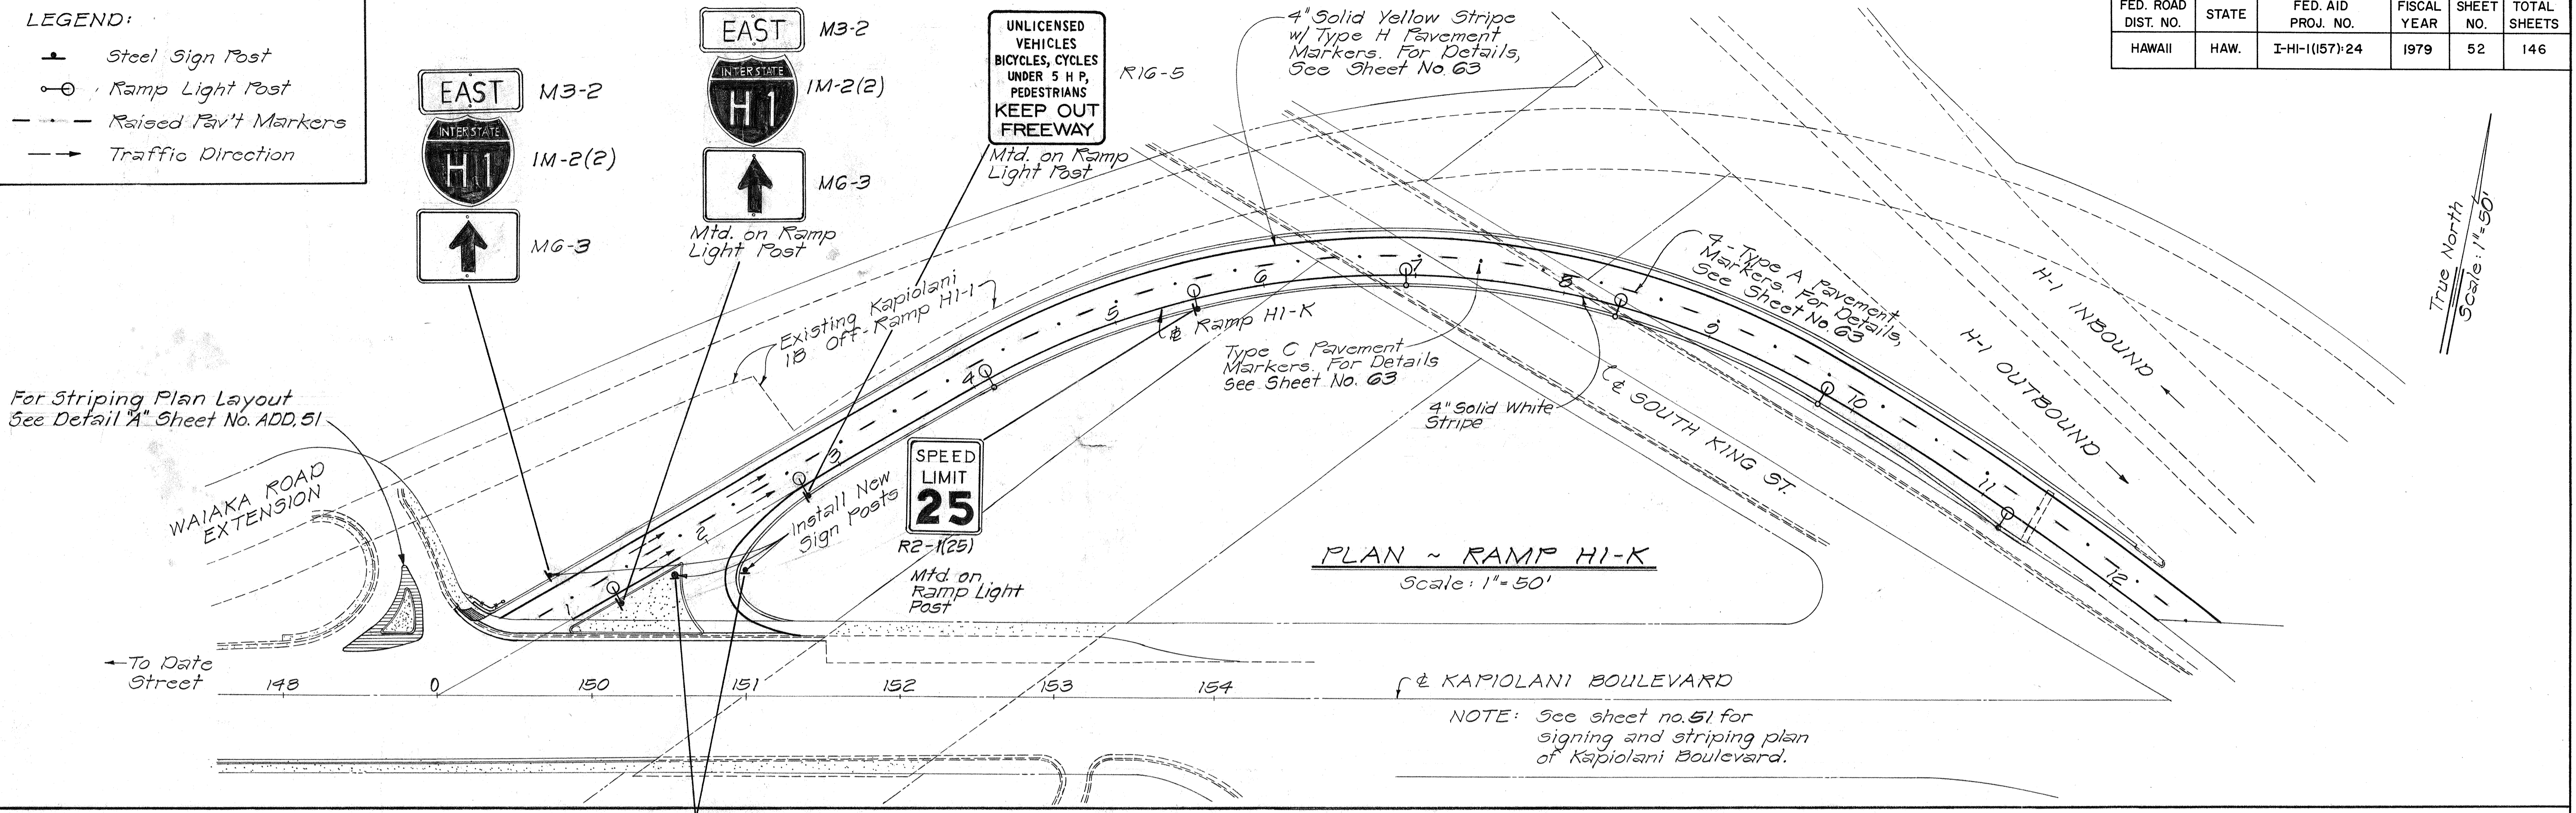 LEGEND:
Steel Sign Post
Ramp Light Post
Raised Pav't Markers
Traffic Direction
EAST M3-2
INTERSTATE
H1
1M-2(2)
M6-3
EAST M3-2
INTERSTATE
H1
1M-2(2)
M6-3
Mtd. on Ramp
Light Post
UNLICENSED
VEHICLES
BICYCLES, CYCLES
UNDER 5 H P,
PEDESTRIANS
KEEP OUT
FREEWAY
R16-5
Mtd. on Ramp
Light Post
4" Solid Yellow Stripe
w/ Type H Pavement
Markers. For Details,
See Sheet No. 63
FED. ROAD
DIST. NO.
STATE
FED. AID
PROJ. NO.
FISCAL
YEAR
SHEET
NO.
TOTAL
SHEETS
HAWAII HAW. I-HI-1(157):24 1979 52 146
True North
Scale: 1"=50'
Existing Kapiolani
1B Off-Ramp H1-1
℄ Ramp H1-K
Type C Pavement
Markers. For Details
See Sheet No. 63
4-Type A Pavement
Markers. For Details,
See Sheet No. 63
H-1 INBOUND
H-1 OUTBOUND
4" Solid White
Stripe
℄ SOUTH KING ST.
For Striping Plan Layout
See Detail "A" Sheet No. ADD. 51
WAIAKA ROAD
EXTENSION
Install New
Sign Posts
SPEED
LIMIT
25
R2-1(25)
Mtd. on
Ramp Light
Post
1 2 3 4 5 6 7 8 9 10 11 12
PLAN ~ RAMP H1-K
Scale: 1"=50'
To Date
Street
148 0 150 151 152 153 154
℄ KAPIOLANI BOULEVARD
NOTE: See sheet no. 51 for
signing and striping plan
of Kapiolani Boulevard.